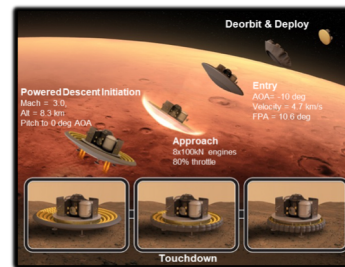 Deorbit & Deploy
Entry
AOA= -10 deg
Velocity = 4.7 km/s
FPA = 10.6 deg
Powered Descent Initiation
Mach = 3.0,
Alt = 8.3 km
Pitch to 0 deg AOA
Approach
8x100kN engines
80% throttle
Touchdown